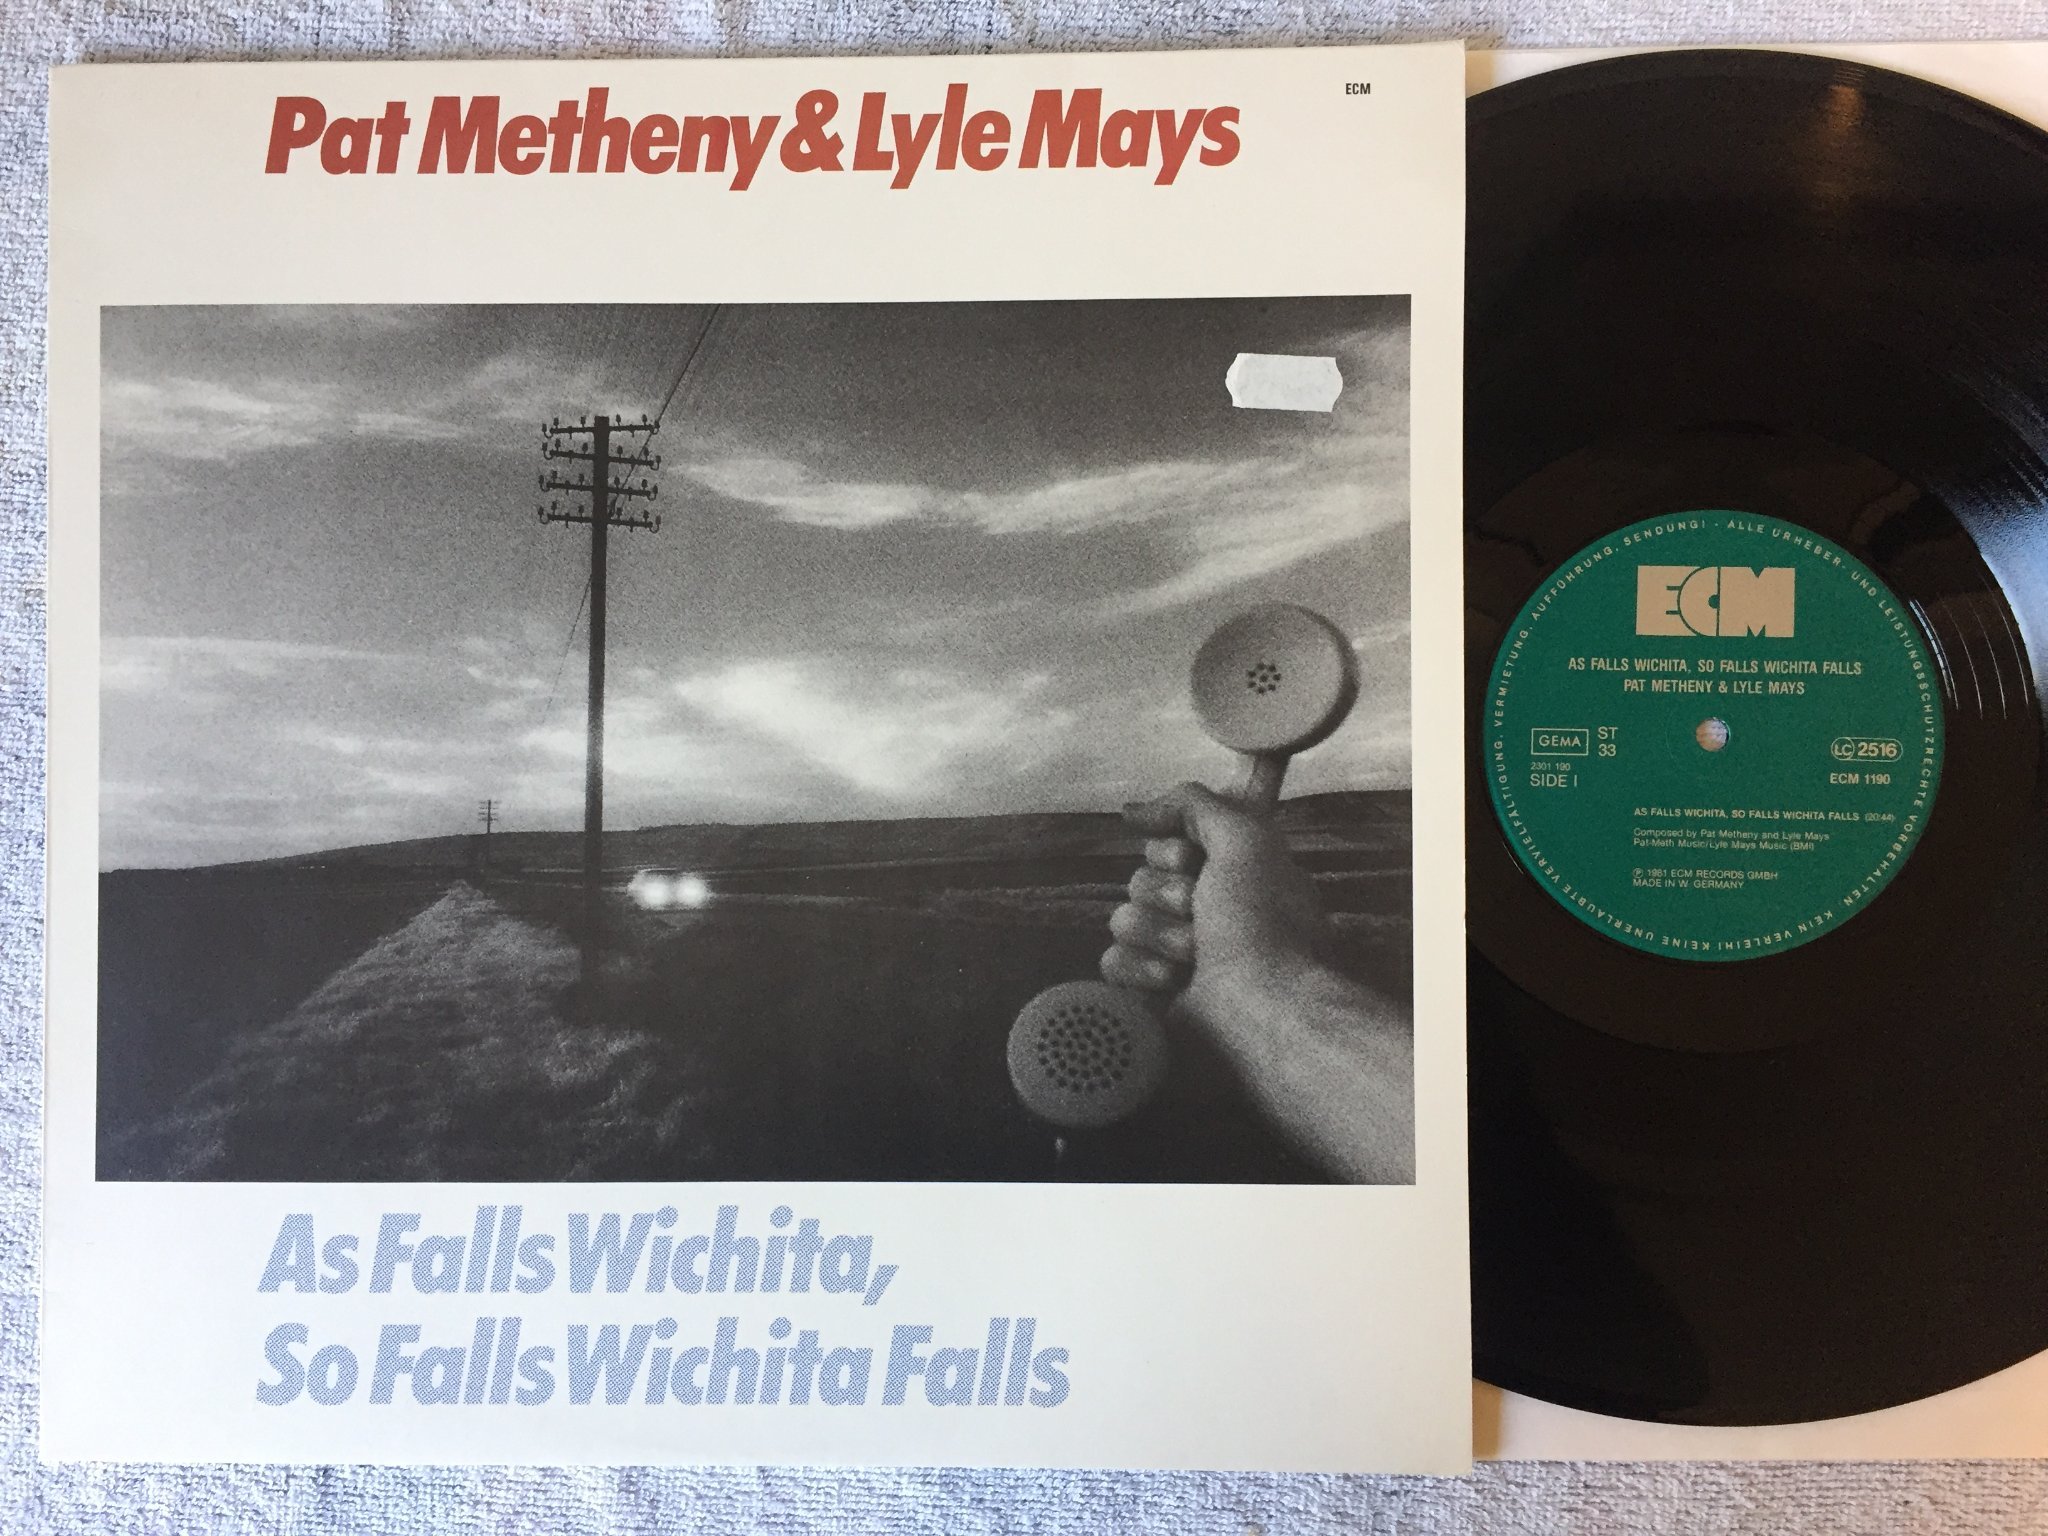 Pat Metheny & Lyle Mays
ECM
As Falls Wichita,
So Falls Wichita Falls
ECM
AS FALLS WICHITA, SO FALLS WICHITA FALLS
PAT METHENY & LYLE MAYS
GEMA
ST
33
2301 190
SIDE I
LC 2516
ECM 1190
AS FALLS WICHITA, SO FALLS WICHITA FALLS (20:44)
Composed by Pat Metheny and Lyle Mays
Pat-Meth Music/Lyle Mays Music (BMI)
℗ 1981 ECM RECORDS GMBH
MADE IN W. GERMANY
ALLE URHEBER- UND LEISTUNGSSCHUTZRECHTE VORBEHALTEN. KEIN VERLEIH! KEINE UNERLAUBTE VERVIELFÄLTIGUNG, VERMIETUNG, AUFFÜHRUNG, SENDUNG! -